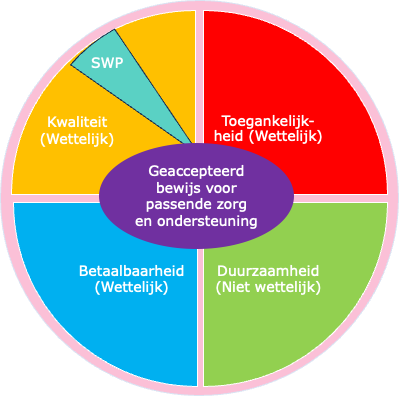 SWP
Kwaliteit
(Wettelijk)
Toegankelijk-
heid (Wettelijk)
Geaccepteerd
bewijs voor
passende zorg
en ondersteuning
Betaalbaarheid
(Wettelijk)
Duurzaamheid
(Niet wettelijk)